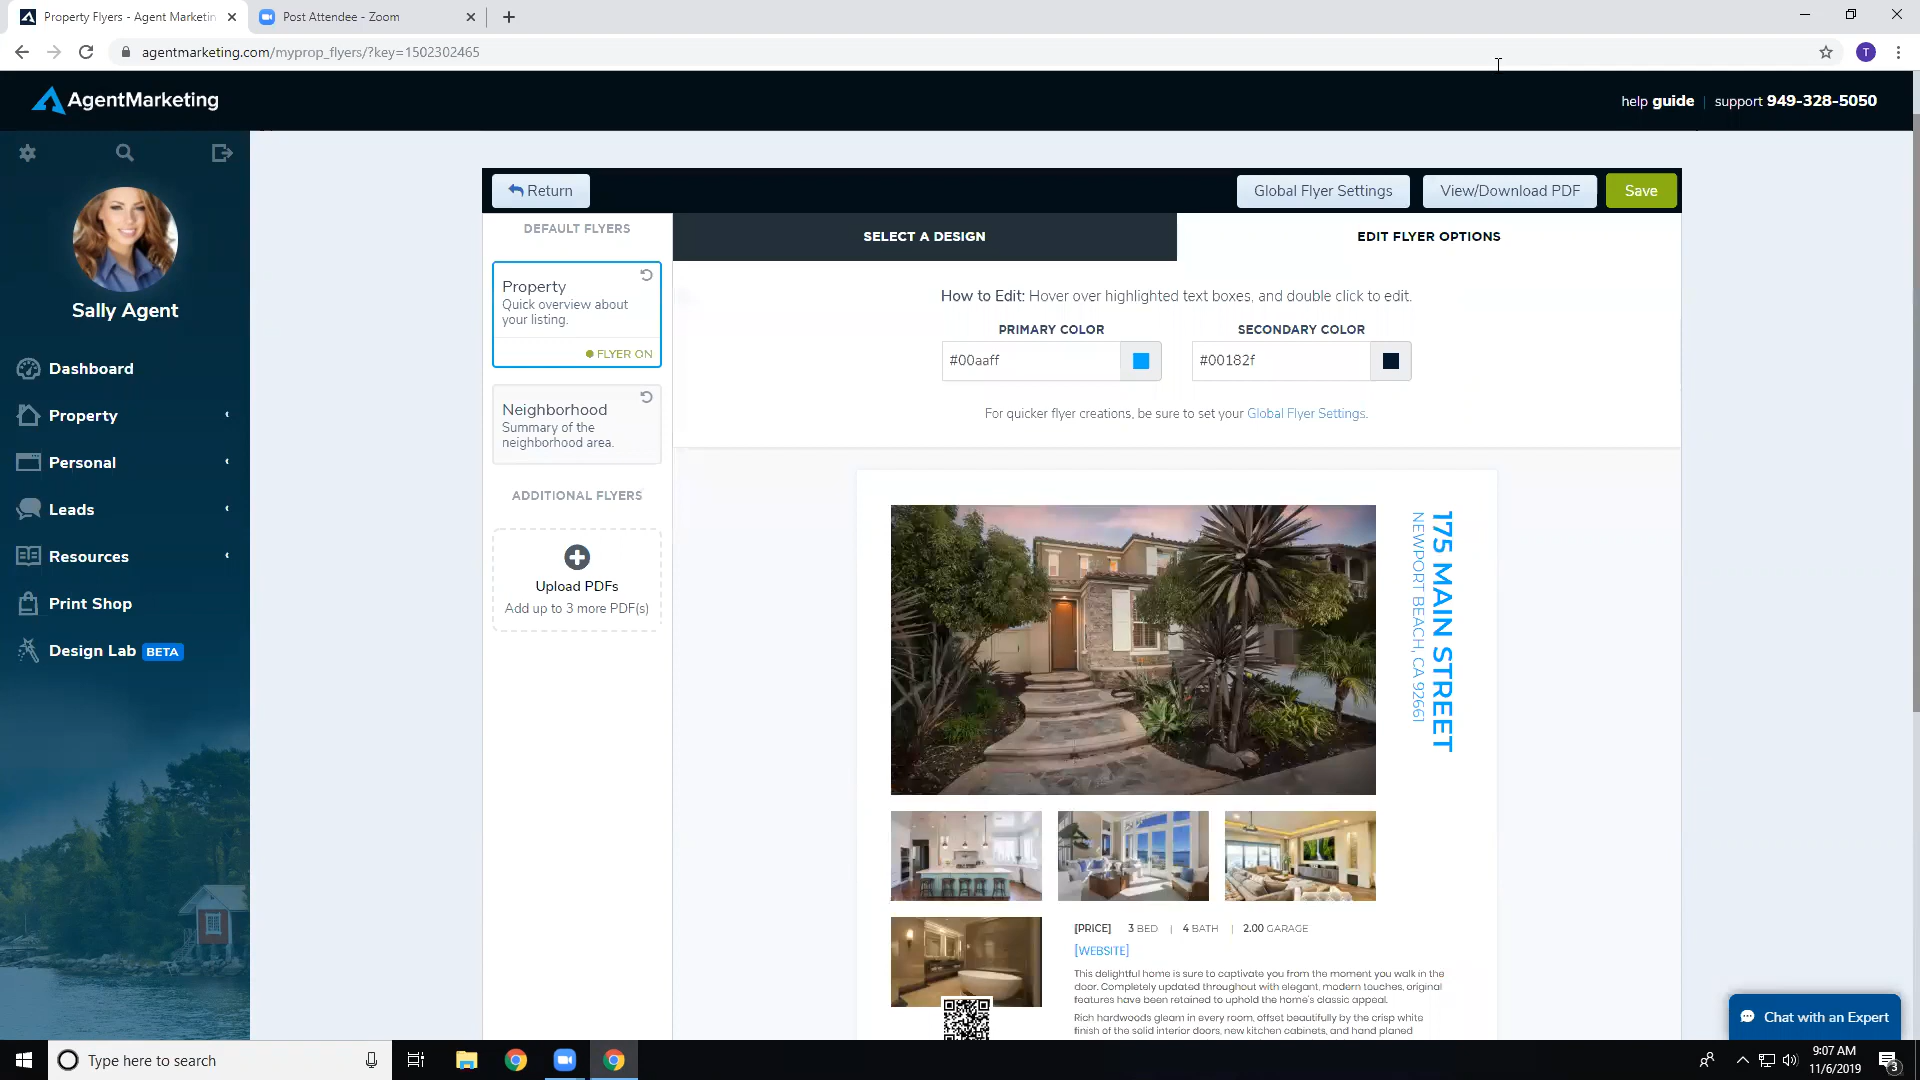 Property Flyers - Agent Marketin
Post Attendee - Zoom
agentmarketing.com/myprop_flyers/?key=1502302465
T
AgentMarketing
help guide | support 949-328-5050
Sally Agent
Dashboard
Property
Personal
Leads
Resources
Print Shop
Design Lab BETA
Return
Global Flyer Settings
View/Download PDF
Save
DEFAULT FLYERS
Property
Quick overview about
your listing.
FLYER ON
Neighborhood
Summary of the
neighborhood area.
ADDITIONAL FLYERS
Upload PDFs
Add up to 3 more PDF(s)
SELECT A DESIGN
EDIT FLYER OPTIONS
How to Edit: Hover over highlighted text boxes, and double click to edit.
PRIMARY COLOR
#00aaff
SECONDARY COLOR
#00182f
For quicker flyer creations, be sure to set your Global Flyer Settings.
175 MAIN STREET
NEWPORT BEACH, CA 92661
[PRICE] 3 BED | 4 BATH | 2.00 GARAGE
[WEBSITE]
This delightful home is sure to captivate you from the moment you walk in the
door. Completely updated throughout with elegant, modern touches, original
features have been retained to uphold the home's classic appeal.
Rich hardwoods gleam in every room, offset beautifully by the crisp white
finish of the solid interior doors, new kitchen cabinets, and hand planed
Chat with an Expert
Type here to search
9:07 AM
11/6/2019
3